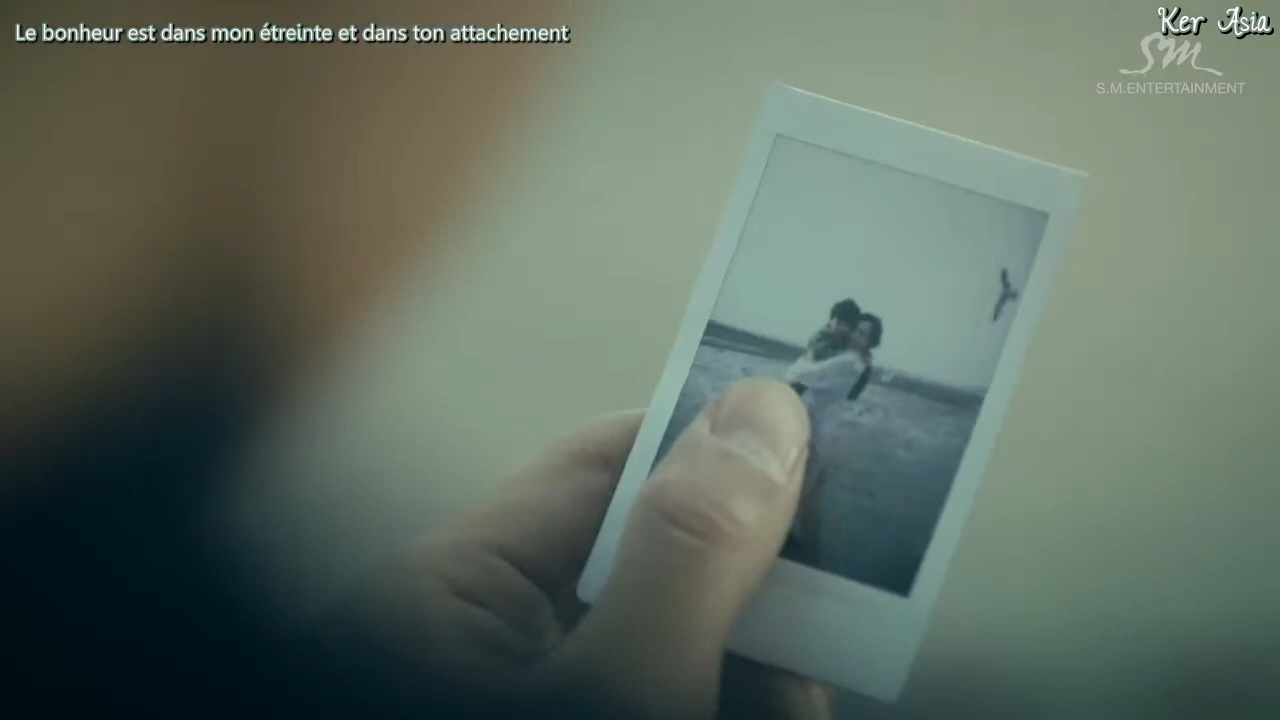 Le bonheur est dans mon étreinte et dans ton attachement
Ker Asia
SM
S.M.ENTERTAINMENT